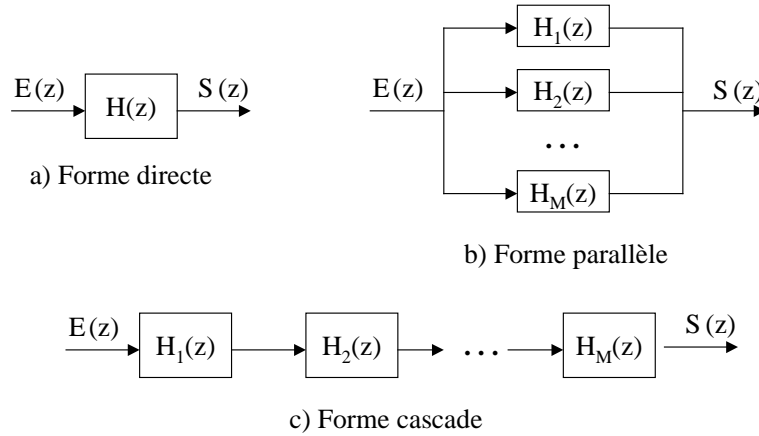 E(z)
H(z)
S(z)
a) Forme directe
E(z)
H1(z)
H2(z)
...
HM(z)
S(z)
b) Forme parallèle
E(z)
H1(z)
H2(z)
...
HM(z)
S(z)
c) Forme cascade